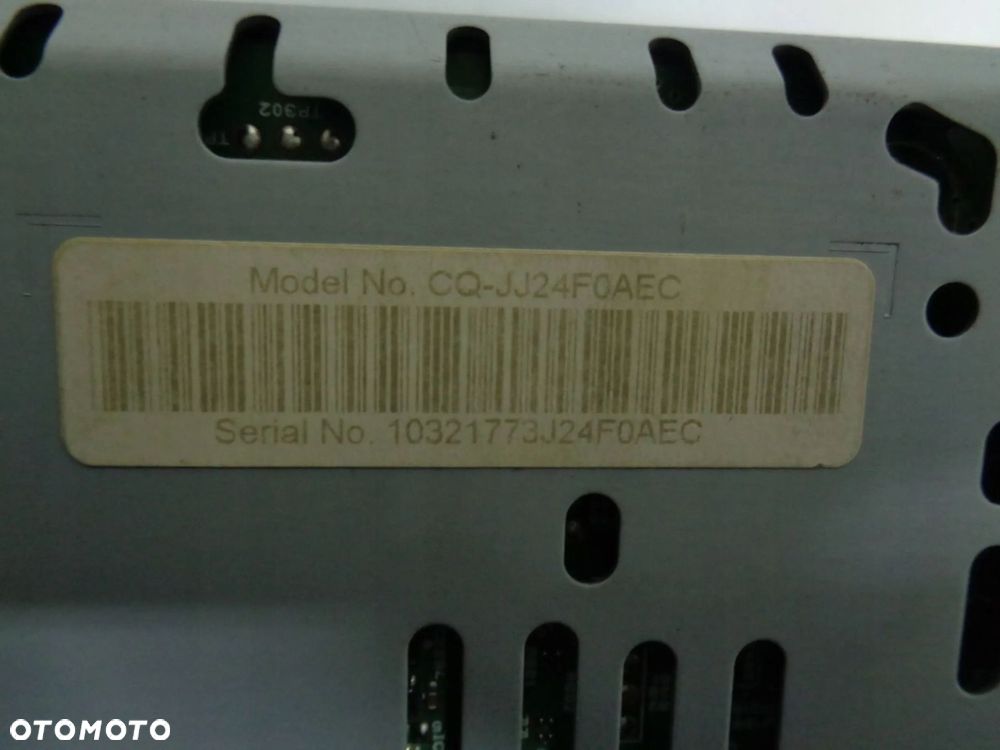 TP302
Model No. CQ-JJ24F0AEC
Serial No. 10321773J24F0AEC
OTOMOTO